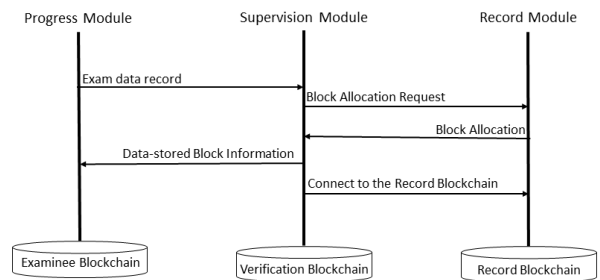 Progress Module
Supervision Module
Record Module
Exam data record
Block Allocation Request
Block Allocation
Data-stored Block Information
Connect to the Record Blockchain
Examinee Blockchain
Verification Blockchain
Record Blockchain